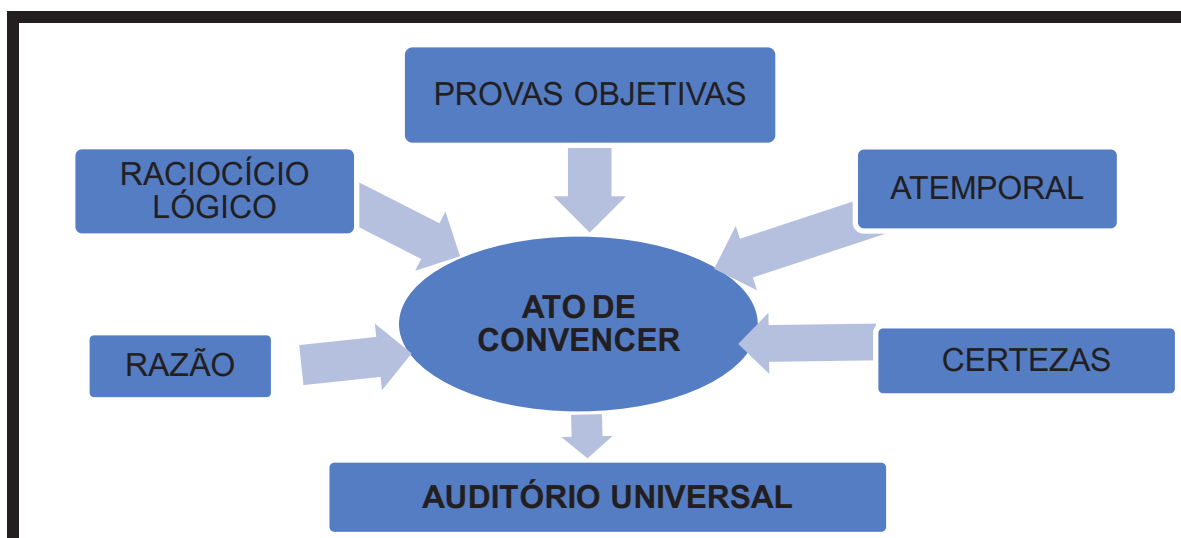 PROVAS OBJETIVAS
RACIOCÍCIO
LÓGICO
ATEMPORAL
ATO DE
CONVENCER
RAZÃO
CERTEZAS
AUDITÓRIO UNIVERSAL